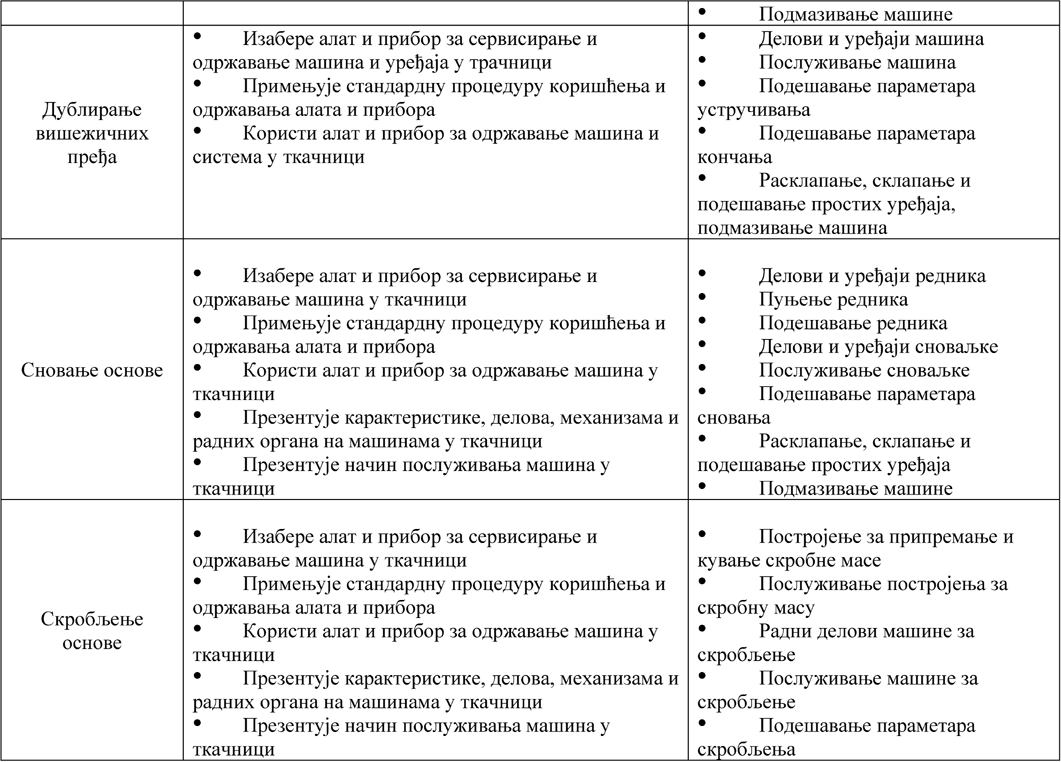 • Подмазивање машине
Дублирање
вишежичних
пређа
• Изабере алат и прибор за сервисирање и
одржавање машина и уређаја у трачници
• Примењује стандардну процедуру коришћења и
одржавања алата и прибора
• Користи алат и прибор за одржавање машина и
система у ткачници
• Делови и уређаји машина
• Послуживање машина
• Подешавање параметара
устручивања
• Подешавање параметара
кончања
• Расклапање, склапање и
подешавање простих уређаја,
подмазивање машина
Сновање основе
• Изабере алат и прибор за сервисирање и
одржавање машина у ткачници
• Примењује стандардну процедуру коришћења и
одржавања алата и прибора
• Користи алат и прибор за одржавање машина у
ткачници
• Презентује карактеристике, делова, механизама и
радних органа на машинама у ткачници
• Презентује начин послуживања машина у
ткачници
• Делови и уређаји редника
• Пуњење редника
• Подешавање редника
• Делови и уређаји сноваљке
• Послуживање сноваљке
• Подешавање параметара
сновања
• Расклапање, склапање и
подешавање простих уређаја
• Подмазивање машине
Скробљење
основе
• Изабере алат и прибор за сервисирање и
одржавање машина у ткачници
• Примењује стандардну процедуру коришћења и
одржавања алата и прибора
• Користи алат и прибор за одржавање машина у
ткачници
• Презентује карактеристике, делова, механизама и
радних органа на машинама у ткачници
• Презентује начин послуживања машина у
ткачници
• Постројење за припремање и
кување скробне масе
• Послуживање постројења за
скробну масу
• Радни делови машине за
скробљење
• Послуживање машине за
скробљење
• Подешавање параметара
скробљења